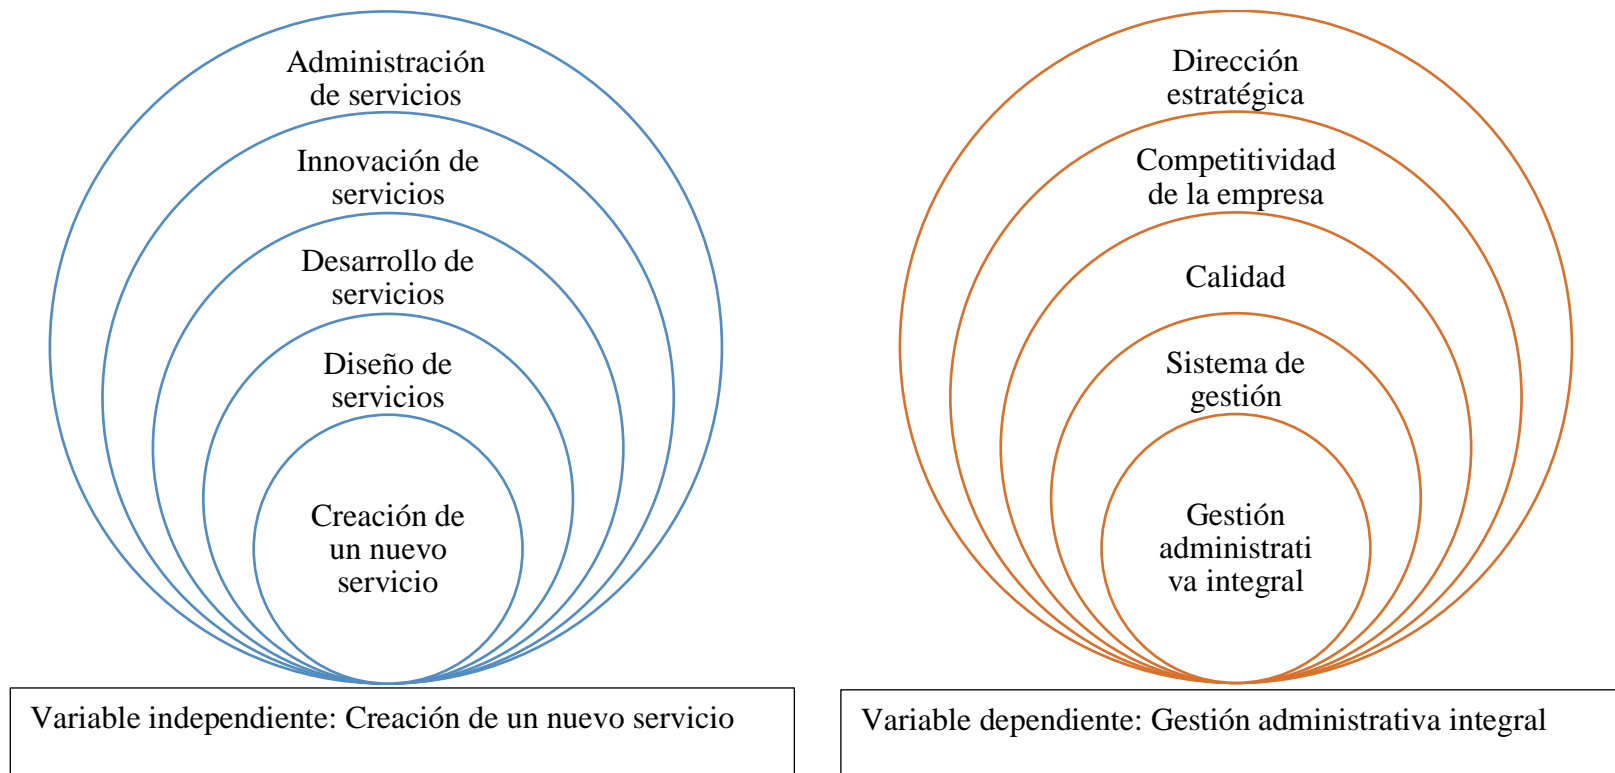 Administración
de servicios
Innovación de
servicios
Desarrollo de
servicios
Diseño de
servicios
Creación de
un nuevo
servicio
Variable independiente: Creación de un nuevo servicio
Dirección
estratégica
Competitividad
de la empresa
Calidad
Sistema de
gestión
Gestión
administrati
va integral
Variable dependiente: Gestión administrativa integral